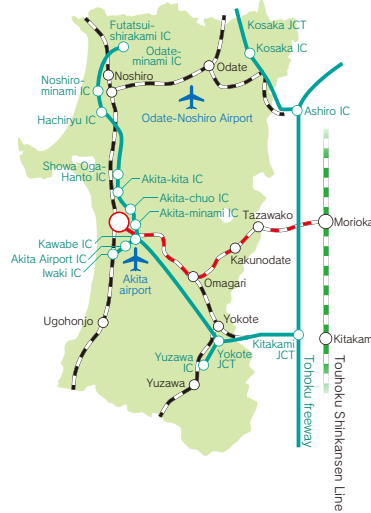 Futatsui-
shirakami IC
Kosaka JCT
Odate-
minami IC
Kosaka IC
Noshiro
Odate
Noshiro-
minami IC
Ashiro IC
Hachiryu IC
Odate-Noshiro Airport
Showa Oga-
Hanto IC
Akita-kita IC
Akita-chuo IC
Akita-minami IC
Tazawako
Morioka
Kawabe IC
Akita Airport IC
Iwaki IC
Kakunodate
Akita
airport
Omagari
Ugohonjo
Yokote
Kitakami
JCT
Kitakam
Yuzawa
IC
Yokote
JCT
Yuzawa
Tohoku freeway
Touhoku Shinkansen Line